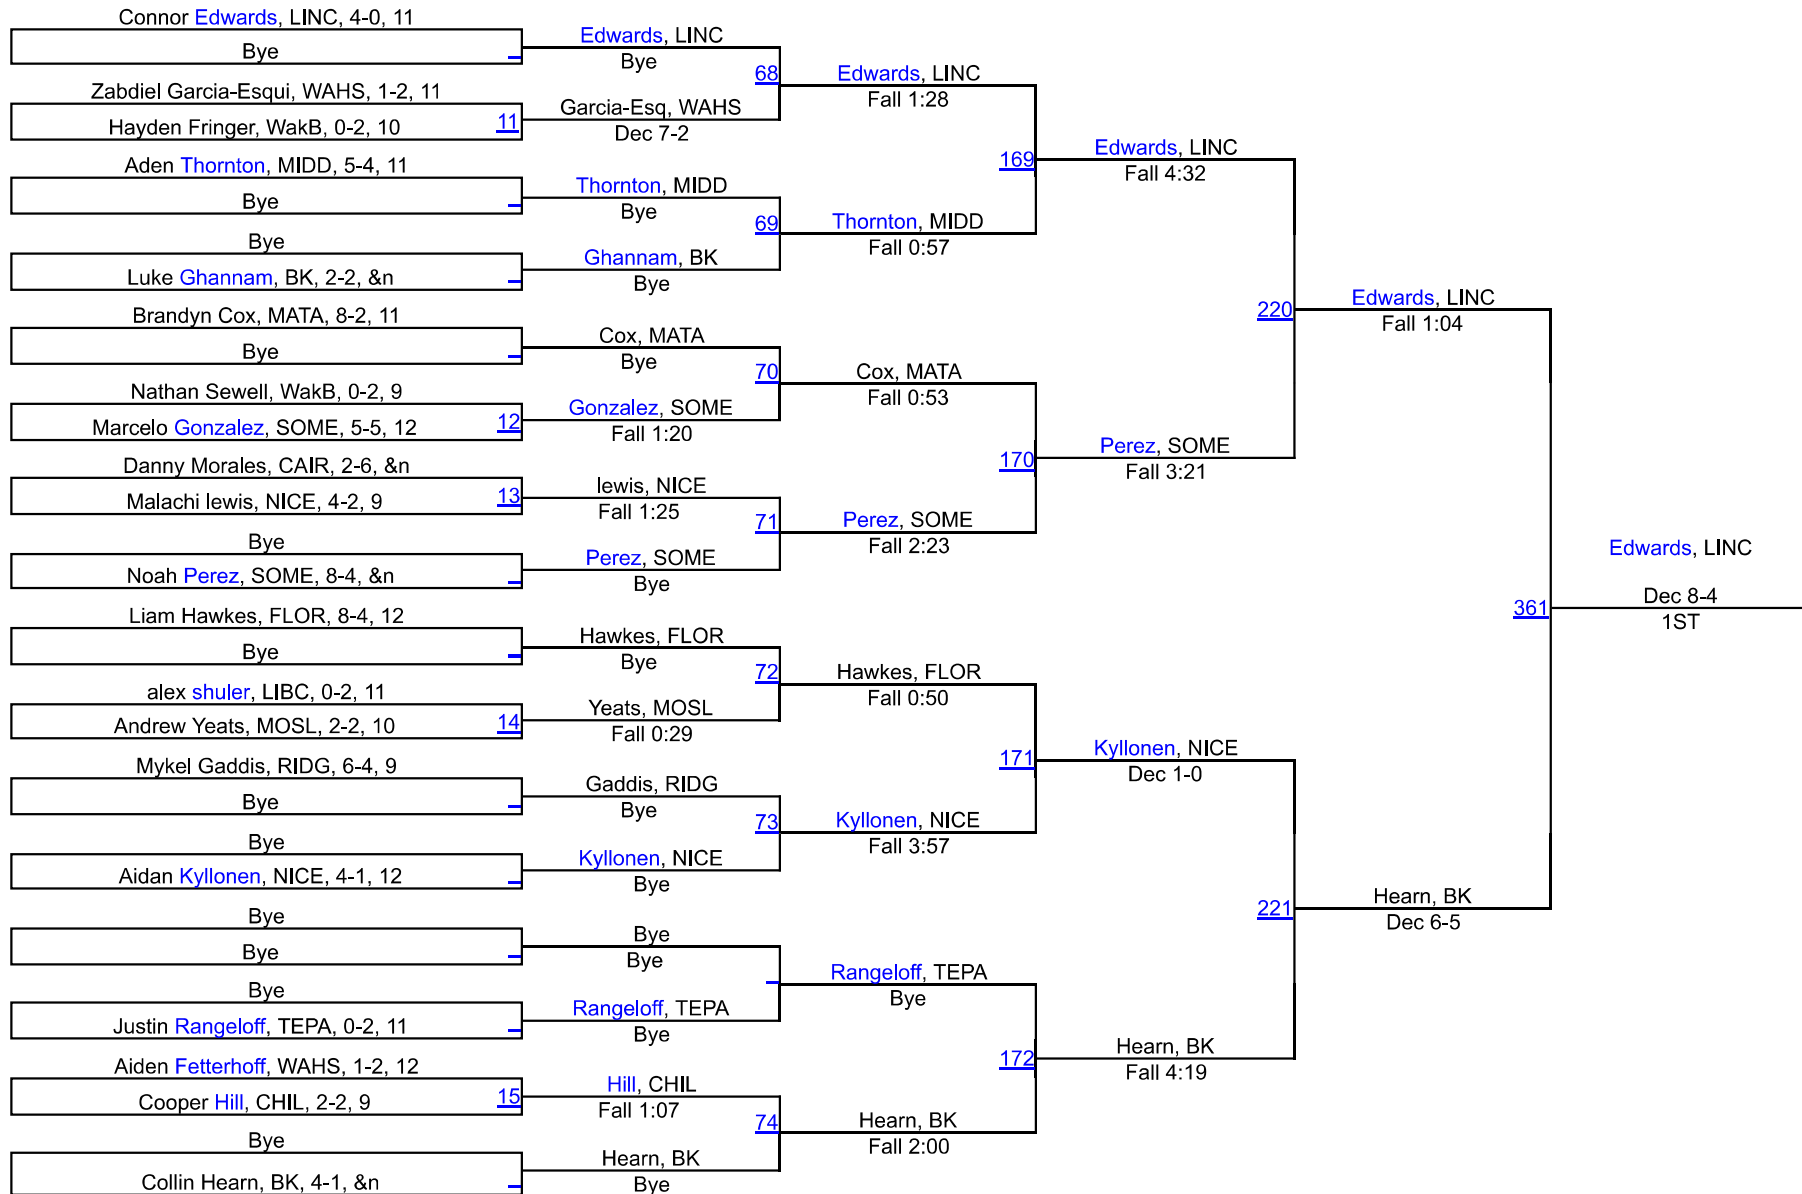 Connor Edwards, LINC, 4-0, 11
Bye
Zabdiel Garcia-Esqui, WAHS, 1-2, 11
Hayden Fringer, WakB, 0-2, 10
11
Aden Thornton, MIDD, 5-4, 11
Bye
Bye
Luke Ghannam, BK, 2-2, &n
Brandyn Cox, MATA, 8-2, 11
Bye
Nathan Sewell, WakB, 0-2, 9
Marcelo Gonzalez, SOME, 5-5, 12
12
Danny Morales, CAIR, 2-6, &n
Malachi lewis, NICE, 4-2, 9
13
Bye
Noah Perez, SOME, 8-4, &n
Liam Hawkes, FLOR, 8-4, 12
Bye
alex shuler, LIBC, 0-2, 11
Andrew Yeats, MOSL, 2-2, 10
14
Mykel Gaddis, RIDG, 6-4, 9
Bye
Bye
Aidan Kyllonen, NICE, 4-1, 12
Bye
Bye
Bye
Justin Rangeloff, TEPA, 0-2, 11
Aiden Fetterhoff, WAHS, 1-2, 12
Cooper Hill, CHIL, 2-2, 9
15
Bye
Collin Hearn, BK, 4-1, &n
Edwards, LINC
Bye
68
Garcia-Esq, WAHS
Dec 7-2
Thornton, MIDD
Bye
69
Ghannam, BK
Bye
Cox, MATA
Bye
70
Gonzalez, SOME
Fall 1:20
lewis, NICE
Fall 1:25
71
Perez, SOME
Bye
Hawkes, FLOR
Bye
72
Yeats, MOSL
Fall 0:29
Gaddis, RIDG
Bye
73
Kyllonen, NICE
Bye
Bye
Bye
Rangeloff, TEPA
Bye
Hill, CHIL
Fall 1:07
74
Hearn, BK
Bye
Edwards, LINC
Fall 1:28
169
Thornton, MIDD
Fall 0:57
Cox, MATA
Fall 0:53
170
Perez, SOME
Fall 2:23
Hawkes, FLOR
Fall 0:50
171
Kyllonen, NICE
Fall 3:57
Rangeloff, TEPA
Bye
172
Hearn, BK
Fall 2:00
Edwards, LINC
Fall 4:32
220
Perez, SOME
Fall 3:21
Kyllonen, NICE
Dec 1-0
221
Hearn, BK
Fall 4:19
Edwards, LINC
Fall 1:04
361
Hearn, BK
Dec 6-5
Edwards, LINC
Dec 8-4
1ST